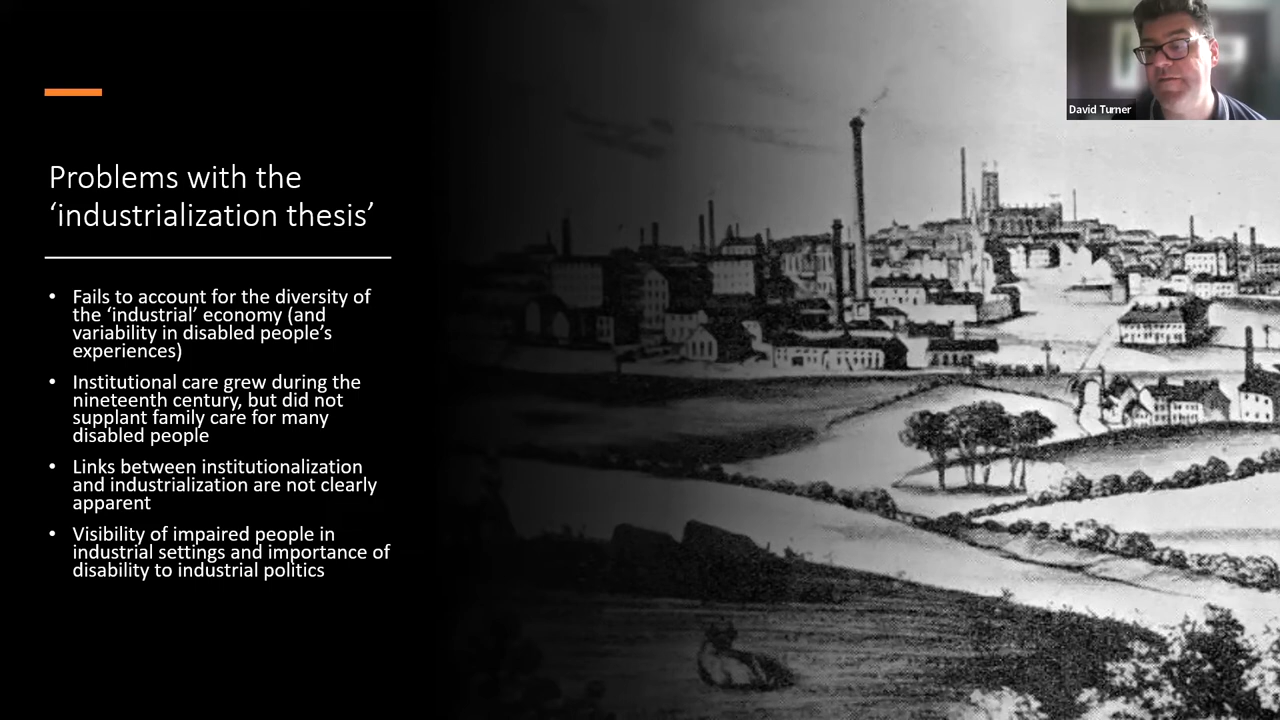 David Turner
Problems with the
‘industrialization thesis’
• Fails to account for the diversity of
the ‘industrial’ economy (and
variability in disabled people’s
experiences)
• Institutional care grew during the
nineteenth century, but did not
supplant family care for many
disabled people
• Links between institutionalization
and industrialization are not clearly
apparent
• Visibility of impaired people in
industrial settings and importance of
disability to industrial politics